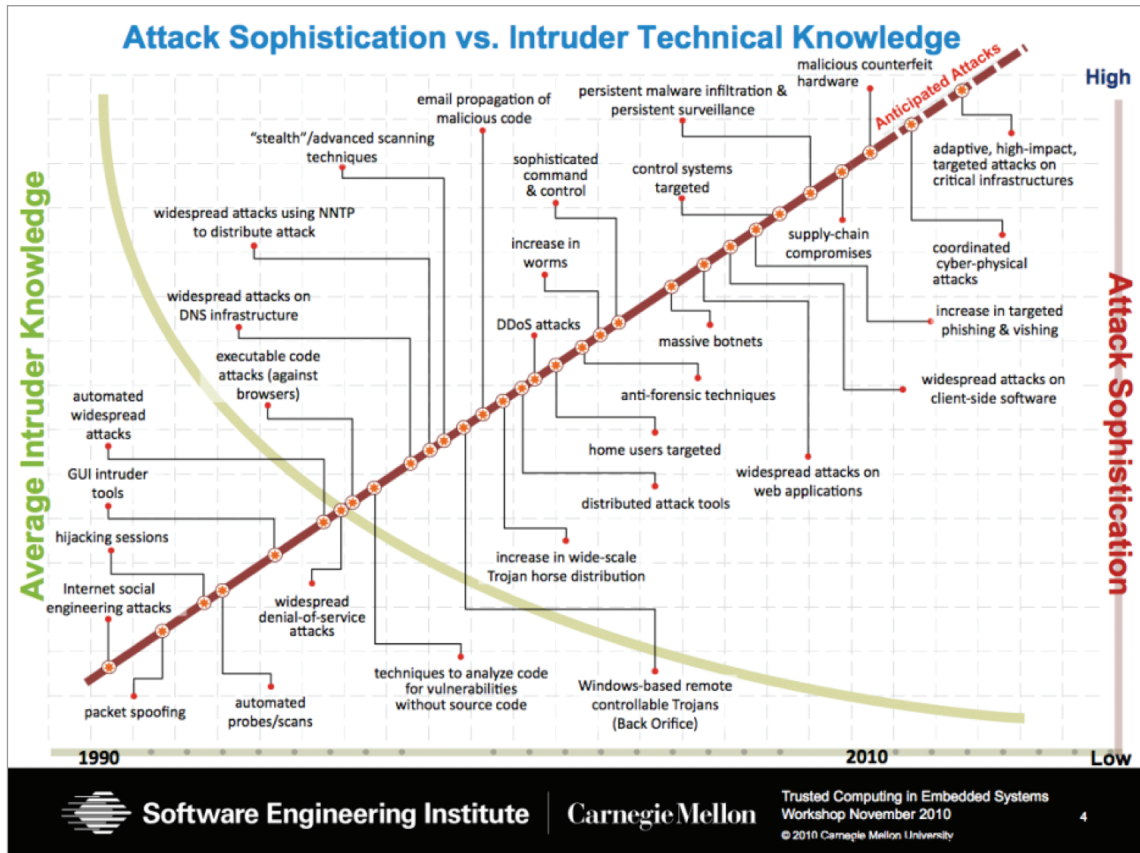 Attack Sophistication vs. Intruder Technical Knowledge
High
Anticipated Attacks
malicious counterfeit
hardware
persistent malware infiltration &
persistent surveillance
email propagation of
malicious code
"stealth"/advanced scanning
techniques
sophisticated
command
& control
control systems
targeted
adaptive, high-impact,
targeted attacks on
critical infrastructures
widespread attacks using NNTP
to distribute attack
increase in
worms
supply-chain
compromises
coordinated
cyber-physical
attacks
widespread attacks on
DNS infrastructure
DDoS attacks
massive botnets
increase in targeted
phishing & vishing
executable code
attacks (against
browsers)
anti-forensic techniques
widespread attacks on
client-side software
automated
widespread
attacks
home users targeted
widespread attacks on
web applications
GUI intruder
tools
distributed attack tools
hijacking sessions
increase in wide-scale
Trojan horse distribution
Internet social
engineering attacks
widespread
denial-of-service
attacks
techniques to analyze code
for vulnerabilities
without source code
Windows-based remote
controllable Trojans
(Back Orifice)
packet spoofing
automated
probes/scans
Average Intruder Knowledge
Attack Sophistication
1990
2010
Low
Software Engineering Institute
Carnegie Mellon
Trusted Computing in Embedded Systems
Workshop November 2010
© 2010 Carnegie Mellon University
4